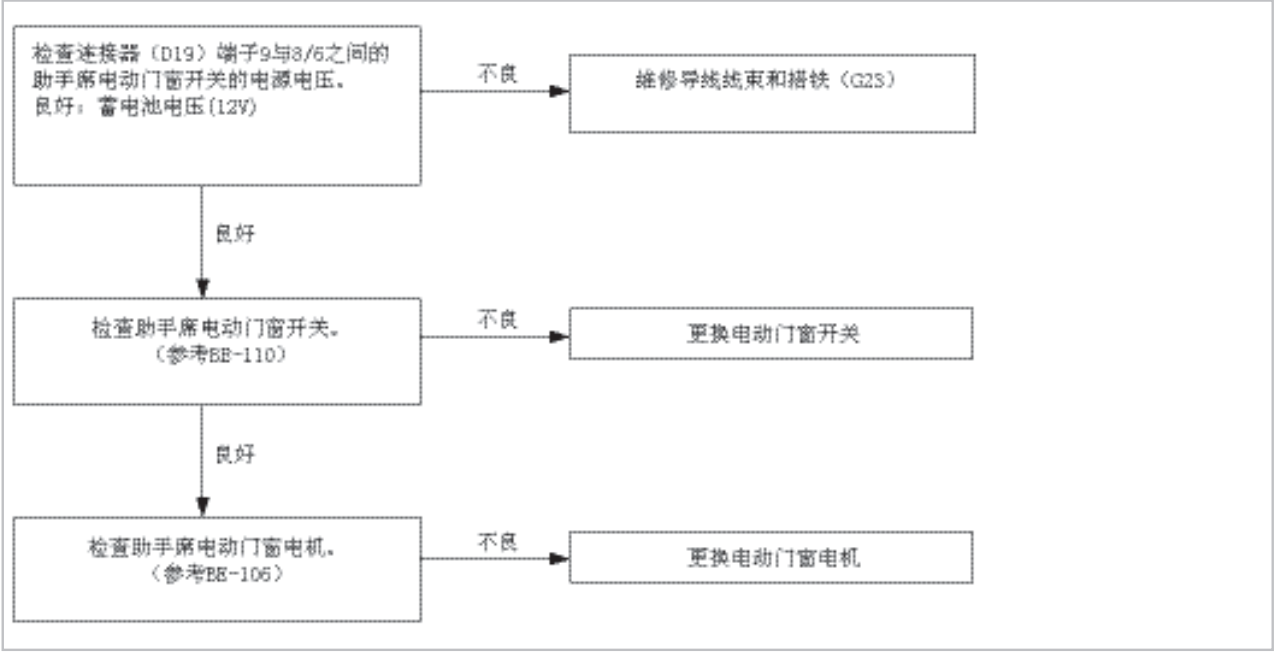 检查连接器（D19）端子9与8/6之间的
助手席电动门窗开关的电源电压。
良好：蓄电池电压(12V)
不良
维修导线线束和搭铁（G23）
良好
检查助手席电动门窗开关。
（参考BE-110）
不良
更换电动门窗开关
良好
检查助手席电动门窗电机。
（参考BE-106）
不良
更换电动门窗电机